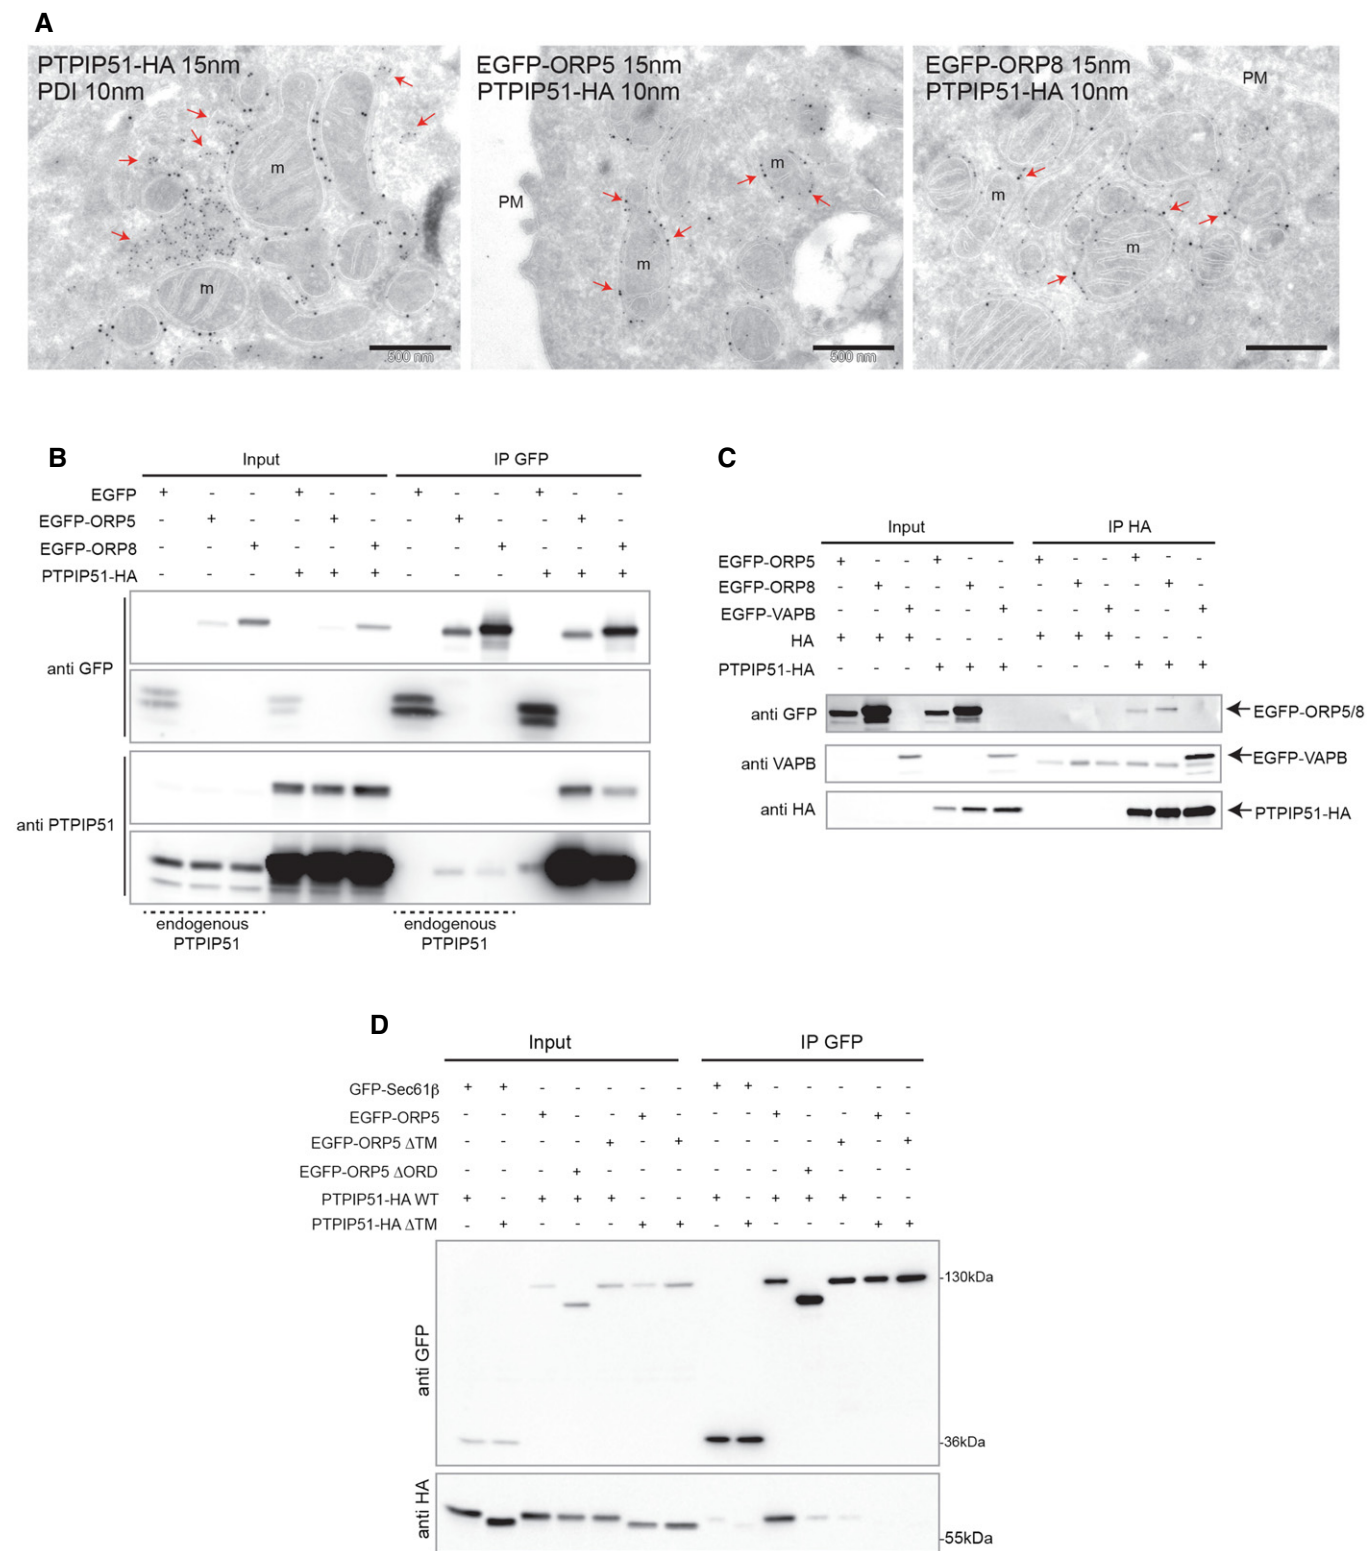 A
PTPIP51-HA 15nm
PDI 10nm
m
m
500 nm
EGFP-ORP5 15nm
PTPIP51-HA 10nm
PM
m
m
500 nm
EGFP-ORP8 15nm
PTPIP51-HA 10nm
PM
m
m
B
Input IP GFP
EGFP + - - + - - + - - + - -
EGFP-ORP5 - + - - + - - + - - + -
EGFP-ORP8 - - + - - + - - + - - +
PTPIP51-HA - - - + + + - - - + + +
anti GFP
anti PTPIP51
endogenous
PTPIP51
endogenous
PTPIP51
C
Input IP HA
EGFP-ORP5 + - - + - - + - - + - -
EGFP-ORP8 - + - - + - - + - - + -
EGFP-VAPB - - + - - + - - + - - +
HA + + + - - - + + + - - -
PTPIP51-HA - - - + + + - - - + + +
anti GFP
EGFP-ORP5/8
anti VAPB
EGFP-VAPB
anti HA
PTPIP51-HA
D
Input IP GFP
GFP-Sec61β + + - - - - - + + - - - - -
EGFP-ORP5 - - + - - + - - - + - - + -
EGFP-ORP5 ΔTM - - - - + - + - - - - + - +
EGFP-ORP5 ΔORD - - - + - - - - - - + - - -
PTPIP51-HA WT + - + + + - - + - + + + - -
PTPIP51-HA ΔTM - + - - - + + - + - - - + +
anti GFP
-130kDa
-36kDa
anti HA
-55kDa